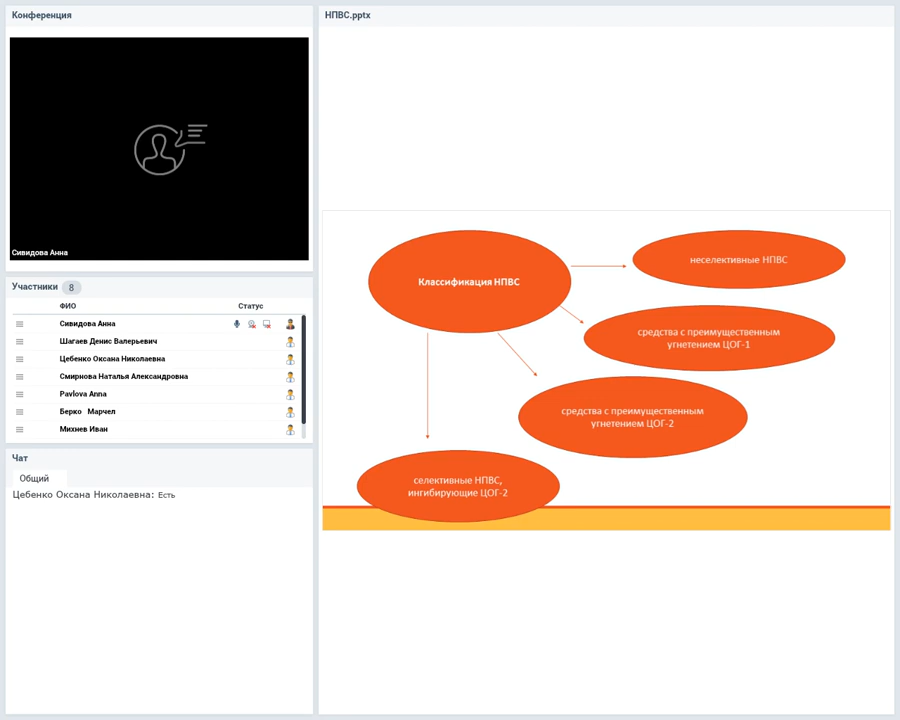 Конференция
Сивидова Анна
Участники 8
ФИО Статус
Сивидова Анна
Шагаев Денис Валерьевич
Цебенко Оксана Николаевна
Смирнова Наталья Александровна
Pavlova Anna
Берко Марчел
Михнев Иван
Чат
Общий
Цебенко Оксана Николаевна: Есть
НПВС.pptx
Классификация НПВС
неселективные НПВС
средства с преимущественным
угнетением ЦОГ-1
средства с преимущественным
угнетением ЦОГ-2
селективные НПВС,
ингибирующие ЦОГ-2